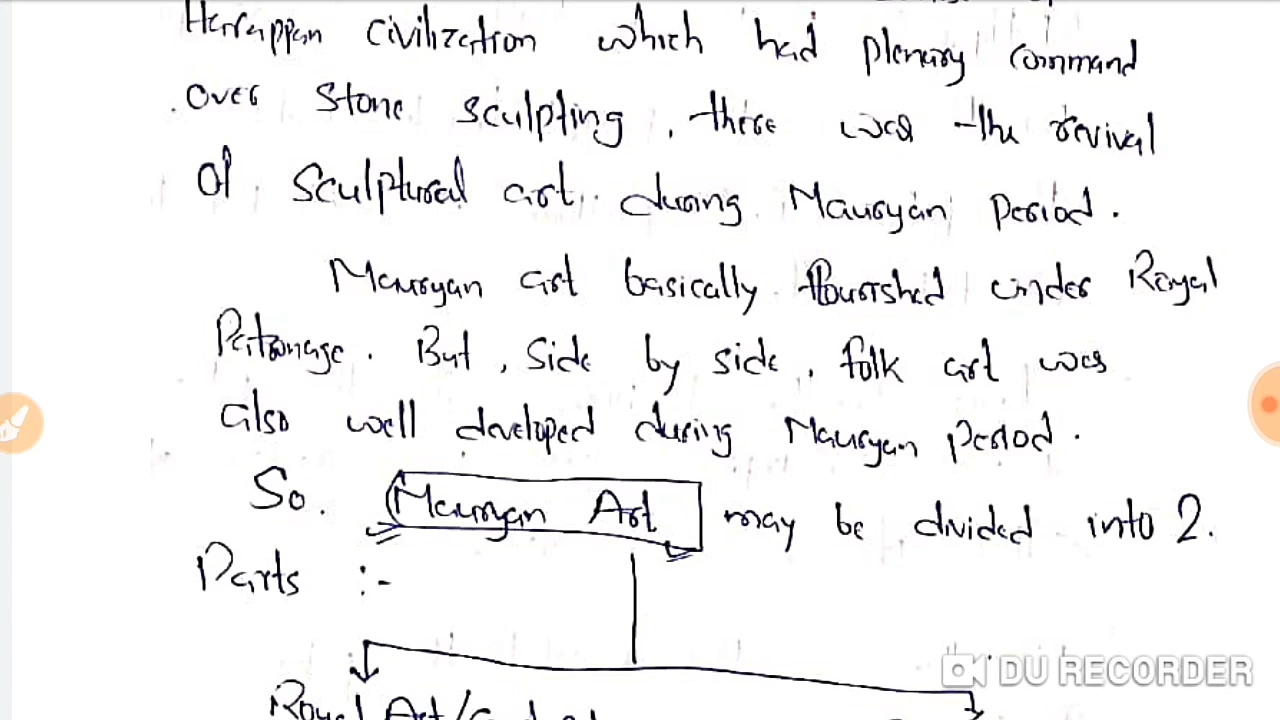 Harappan civilization which had plenary command
over stone sculpting, there was the revival
of sculptural art during Mauryan Period.
Mauryan art basically flourished under Royal
Patronage. But, side by side, folk art was
also well developed during Mauryan Period.
So. Mauryan Art may be divided into 2.
Parts :-
Royal Art/
DU RECORDER